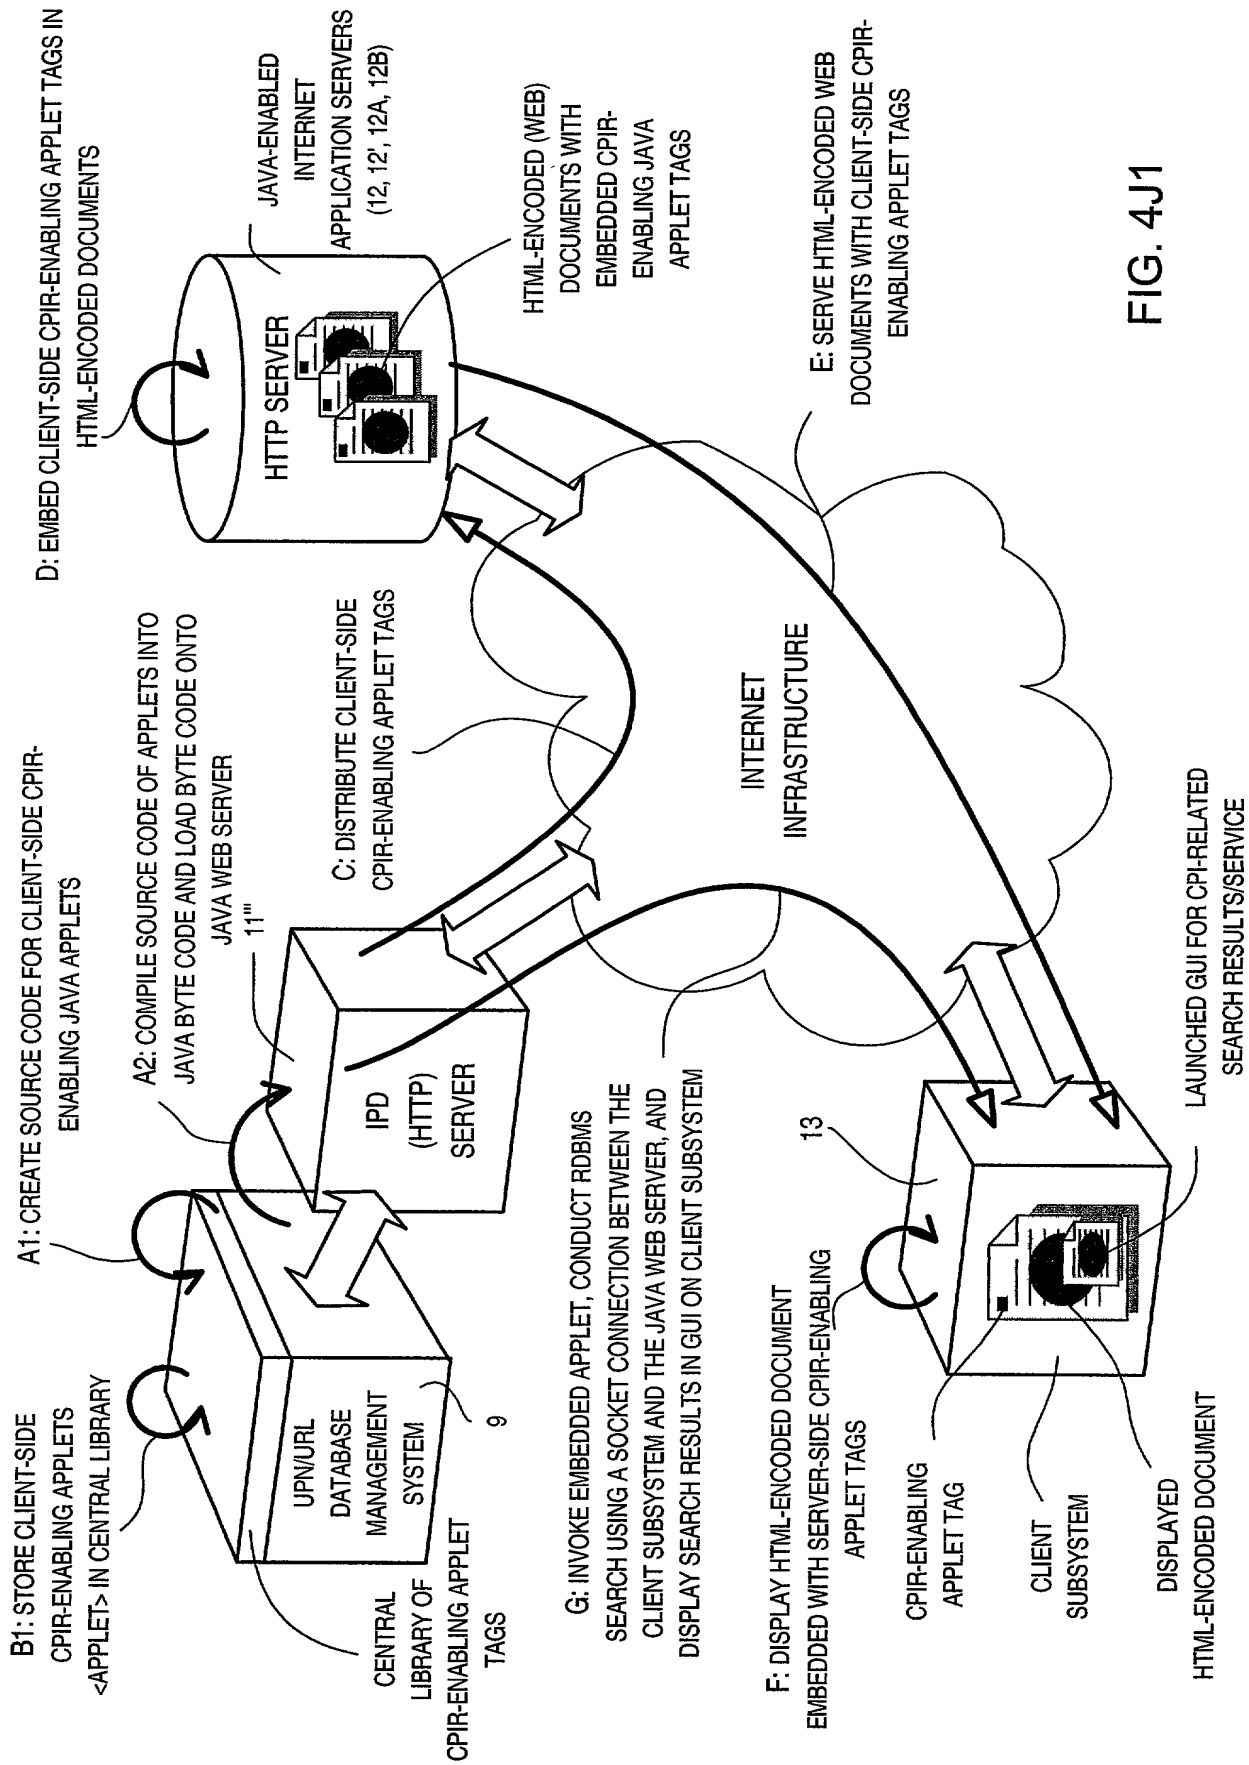 B1: STORE CLIENT-SIDE
CPIR-ENABLING APPLETS
<APPLET> IN CENTRAL LIBRARY
A1: CREATE SOURCE CODE FOR CLIENT-SIDE CPIR-
ENABLING JAVA APPLETS
A2: COMPILE SOURCE CODE OF APPLETS INTO
JAVA BYTE CODE AND LOAD BYTE CODE ONTO
JAVA WEB SERVER
11'''
D: EMBED CLIENT-SIDE CPIR-ENABLING APPLET TAGS IN
HTML-ENCODED DOCUMENTS
JAVA-ENABLED
INTERNET
APPLICATION SERVERS
(12, 12', 12A, 12B)
HTTP SERVER
HTML-ENCODED (WEB)
DOCUMENTS WITH
EMBEDDED CPIR-
ENABLING JAVA
APPLET TAGS
UPN/URL
DATABASE
MANAGEMENT
SYSTEM
9
IPD
(HTTP)
SERVER
C: DISTRIBUTE CLIENT-SIDE
CPIR-ENABLING APPLET TAGS
CENTRAL
LIBRARY OF
CPIR-ENABLING APPLET
TAGS
G: INVOKE EMBEDDED APPLET, CONDUCT RDBMS
SEARCH USING A SOCKET CONNECTION BETWEEN THE
CLIENT SUBSYSTEM AND THE JAVA WEB SERVER, AND
DISPLAY SEARCH RESULTS IN GUI ON CLIENT SUBSYSTEM
INTERNET
INFRASTRUCTURE
E: SERVE HTML-ENCODED WEB
DOCUMENTS WITH CLIENT-SIDE CPIR-
ENABLING APPLET TAGS
F: DISPLAY HTML-ENCODED DOCUMENT
EMBEDDED WITH SERVER-SIDE CPIR-ENABLING
APPLET TAGS
13
CPIR-ENABLING
APPLET TAG
CLIENT
SUBSYSTEM
DISPLAYED
HTML-ENCODED DOCUMENT
LAUNCHED GUI FOR CPI-RELATED
SEARCH RESULTS/SERVICE
FIG. 4J1